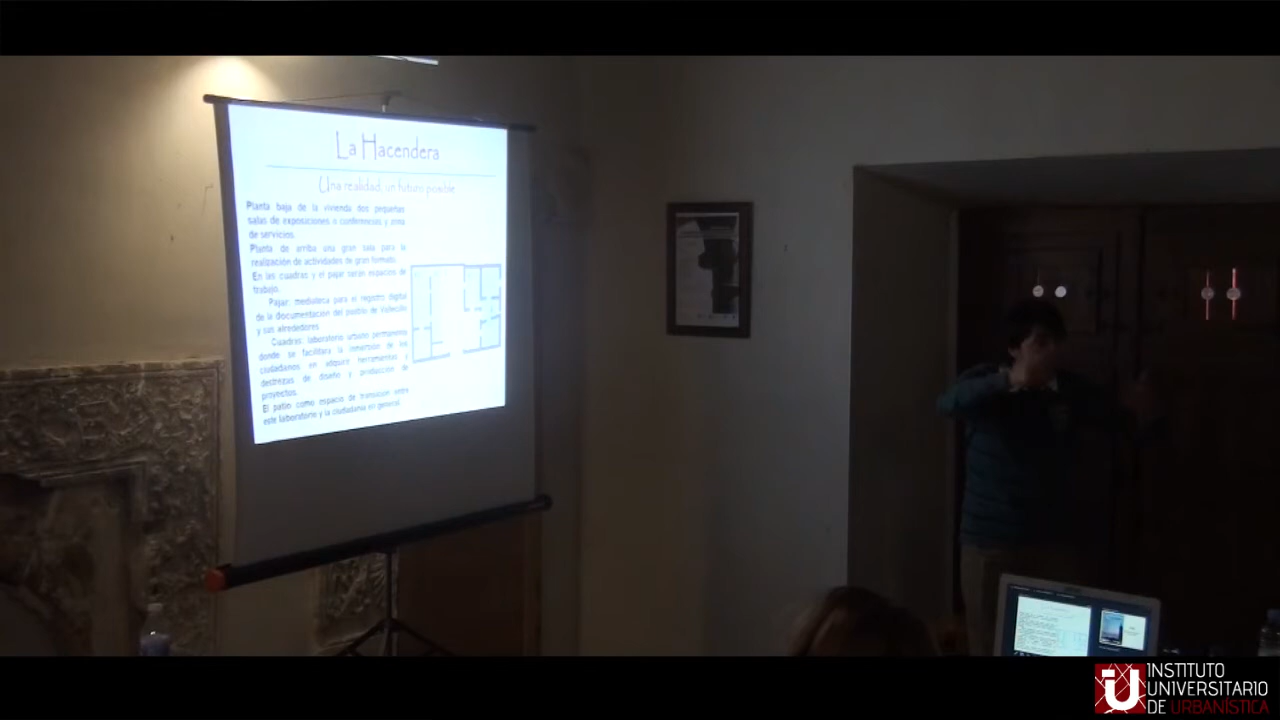 La Hacendera
Una realidad, un futuro posible
Planta baja de la vivienda dos pequeñas
salas de exposiciones o conferencias y zona
de servicios.
Planta de arriba una gran sala para la
realización de actividades de gran formato.
En las cuadras y el pajar serían espacios de
trabajo.
Pajar: mediateca para el registro digital
de la documentación del pueblo de
y sus alrededores
Cuadras: laboratorio urbano permanente
donde se facilitara la inmersión de los
ciudadanos en adquirir herramientas y
destrezas de diseño y producción de
proyectos.
El patio como espacio de transición entre
este laboratorio y la ciudadanía en general.
INSTITUTO
UNIVERSITARIO
DE URBANÍSTICA